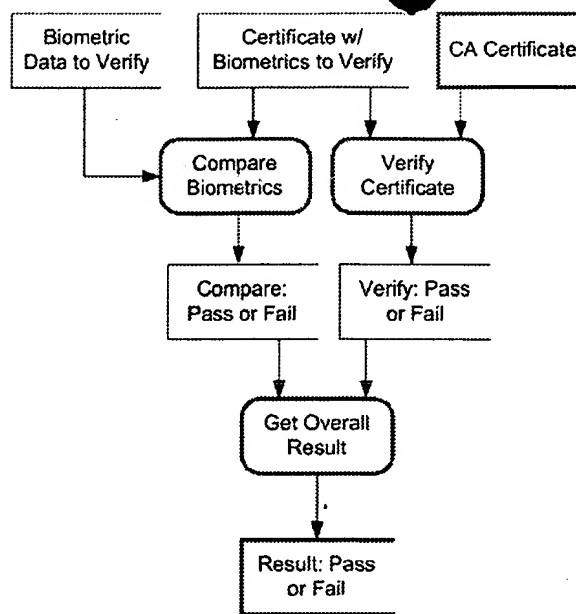 Biometric
Data to Verify
Certificate w/
Biometrics to Verify
CA Certificate
Compare
Biometrics
Verify
Certificate
Compare:
Pass or Fail
Verify: Pass
or Fail
Get Overall
Result
Result: Pass
or Fail